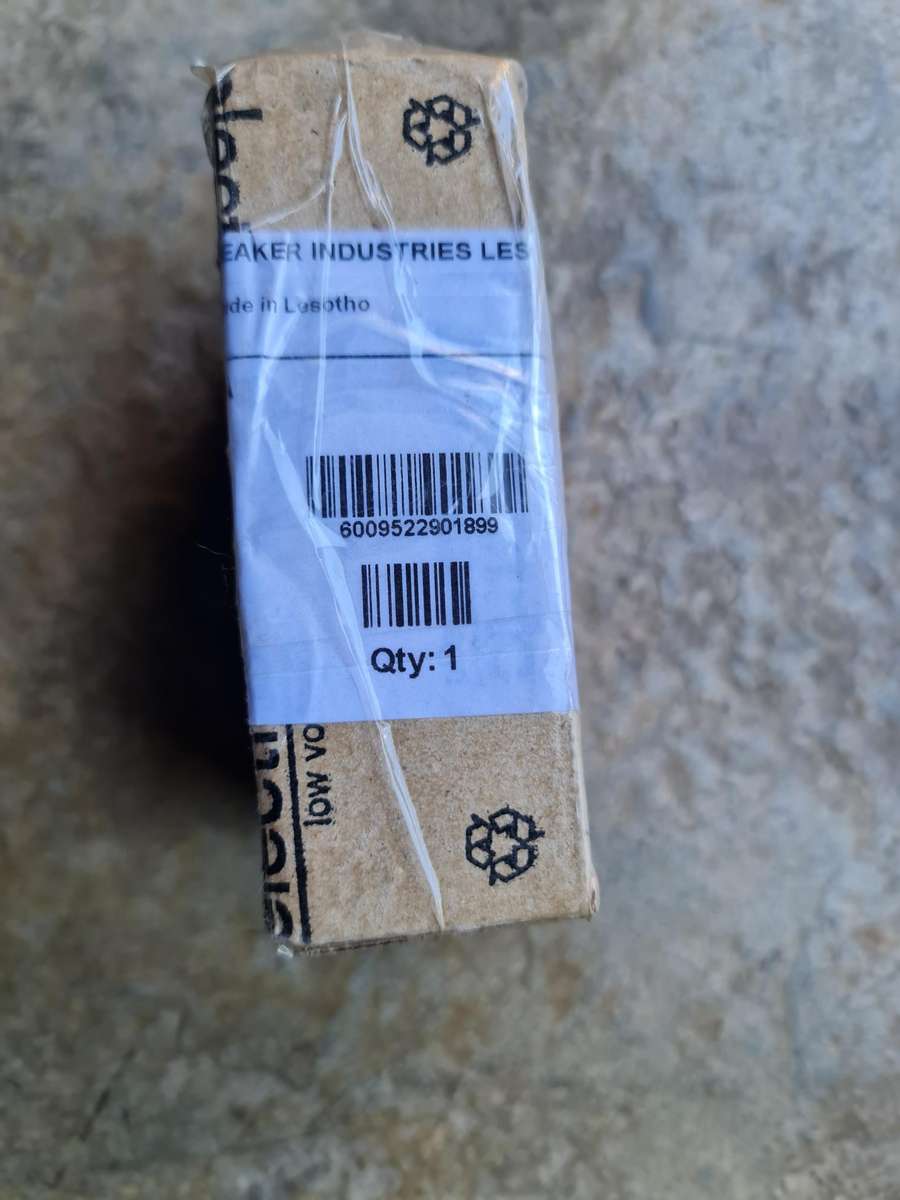 EAKER INDUSTRIES LES
de in Lesotho
6009522901899
Qty: 1
low vo